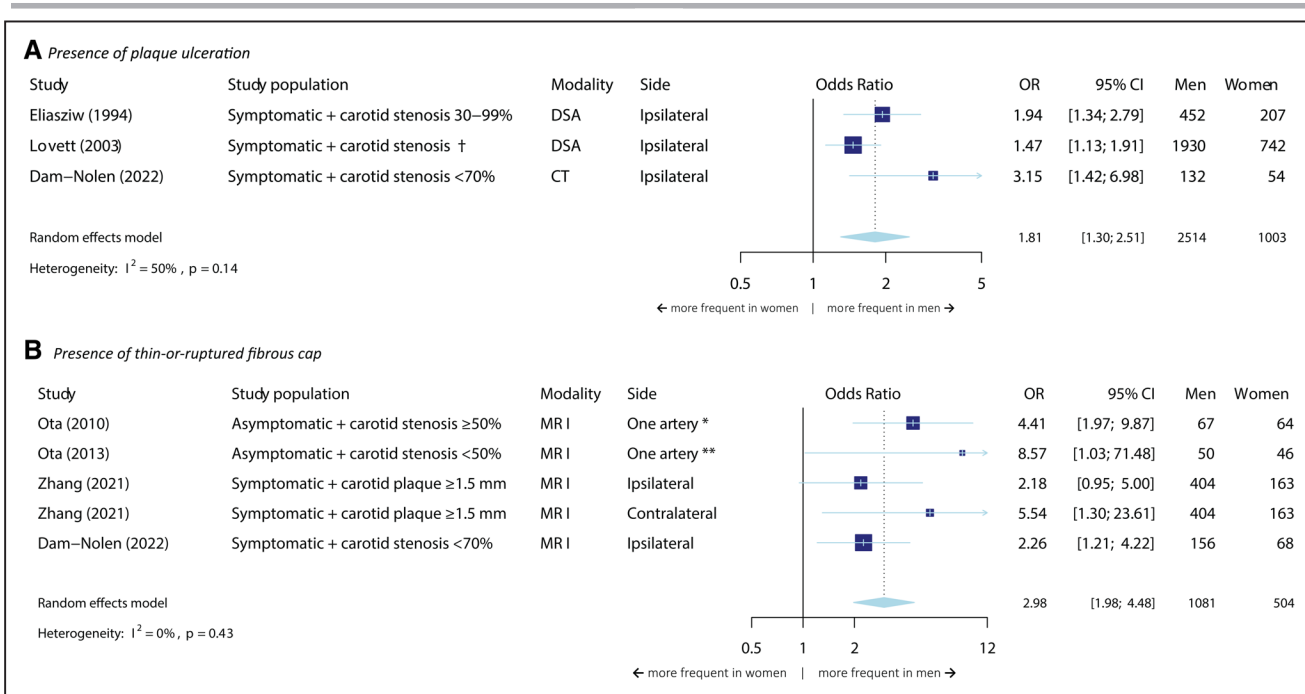 A Presence of plaque ulceration
Study Study population Modality Side Odds Ratio OR 95% CI Men Women
Eliasziw (1994) Symptomatic + carotid stenosis 30−99% DSA Ipsilateral 1.94 [1.34; 2.79] 452 207
Lovett (2003) Symptomatic + carotid stenosis † DSA Ipsilateral 1.47 [1.13; 1.91] 1930 742
Dam−Nolen (2022) Symptomatic + carotid stenosis <70% CT Ipsilateral 3.15 [1.42; 6.98] 132 54
Random effects model 1.81 [1.30; 2.51] 2514 1003
Heterogeneity: I² = 50% , p = 0.14
0.5 1 2 5
← more frequent in women | more frequent in men →
B Presence of thin-or-ruptured fibrous cap
Study Study population Modality Side Odds Ratio OR 95% CI Men Women
Ota (2010) Asymptomatic + carotid stenosis ≥50% MRI One artery * 4.41 [1.97; 9.87] 67 64
Ota (2013) Asymptomatic + carotid stenosis <50% MRI One artery ** 8.57 [1.03; 71.48] 50 46
Zhang (2021) Symptomatic + carotid plaque ≥1.5 mm MRI Ipsilateral 2.18 [0.95; 5.00] 404 163
Zhang (2021) Symptomatic + carotid plaque ≥1.5 mm MRI Contralateral 5.54 [1.30; 23.61] 404 163
Dam−Nolen (2022) Symptomatic + carotid stenosis <70% MRI Ipsilateral 2.26 [1.21; 4.22] 156 68
Random effects model 2.98 [1.98; 4.48] 1081 504
Heterogeneity: I² = 0% , p = 0.43
0.5 1 2 12
← more frequent in women | more frequent in men →